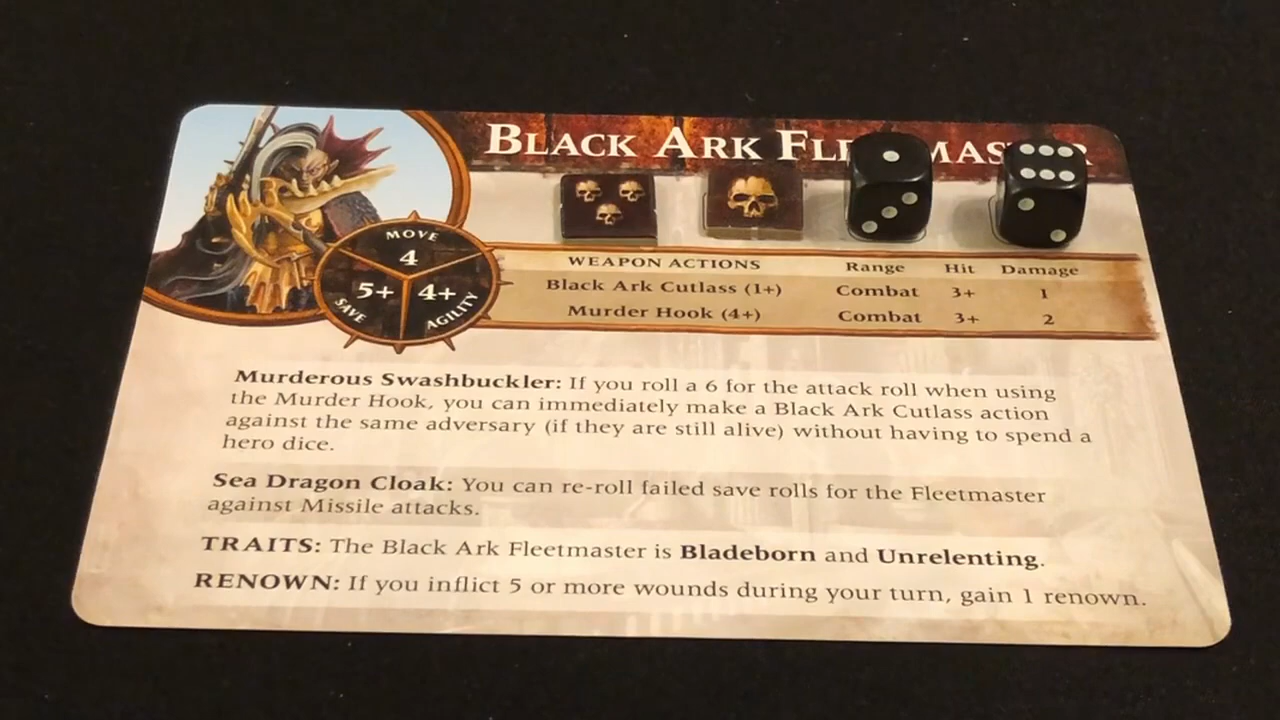 BLACK ARK
MOVE
4
5+ 4+
SAVE AGILITY
WEAPON ACTIONS Range Hit Damage
Black Ark Cutlass (1+) Combat 3+ 1
Murder Hook (4+) Combat 3+ 2
Murderous Swashbuckler: If you roll a 6 for the attack roll when using
the Murder Hook, you can immediately make a Black Ark Cutlass action
against the same adversary (if they are still alive) without having to spend a
hero dice.
Sea Dragon Cloak: You can re-roll failed save rolls for the Fleetmaster
against Missile attacks.
TRAITS: The Black Ark Fleetmaster is Bladeborn and Unrelenting.
RENOWN: If you inflict 5 or more wounds during your turn, gain 1 renown.